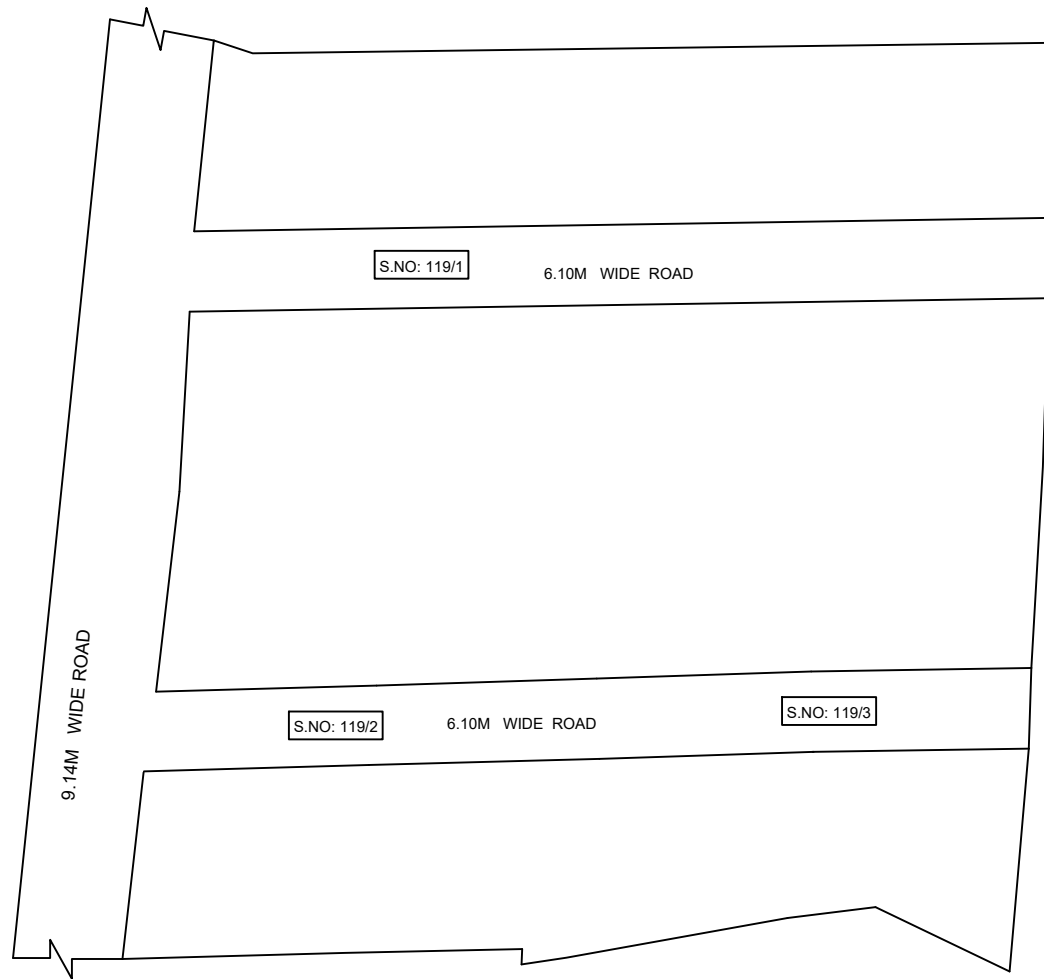 S.NO: 119/1
6.10M WIDE ROAD
9.14M WIDE ROAD
S.NO: 119/2
6.10M WIDE ROAD
S.NO: 119/3